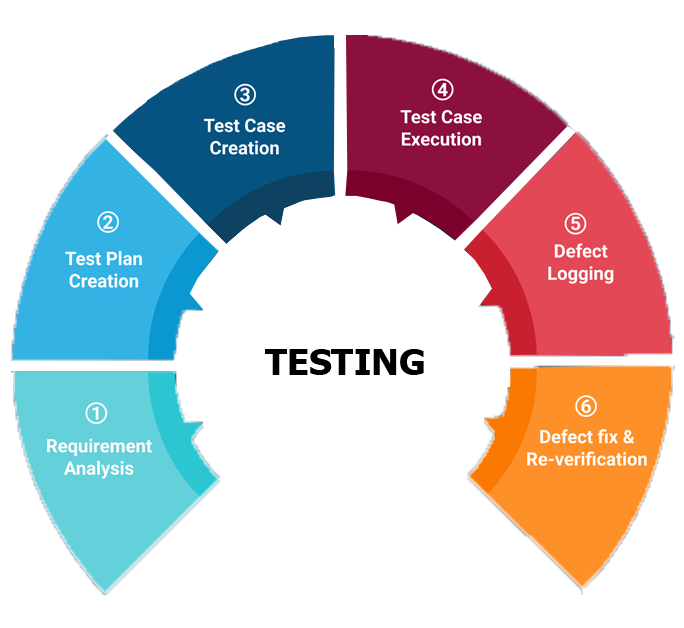 ①
Requirement
Analysis
②
Test Plan
Creation
③
Test Case
Creation
④
Test Case
Execution
⑤
Defect
Logging
⑥
Defect fix &
Re-verification
TESTING